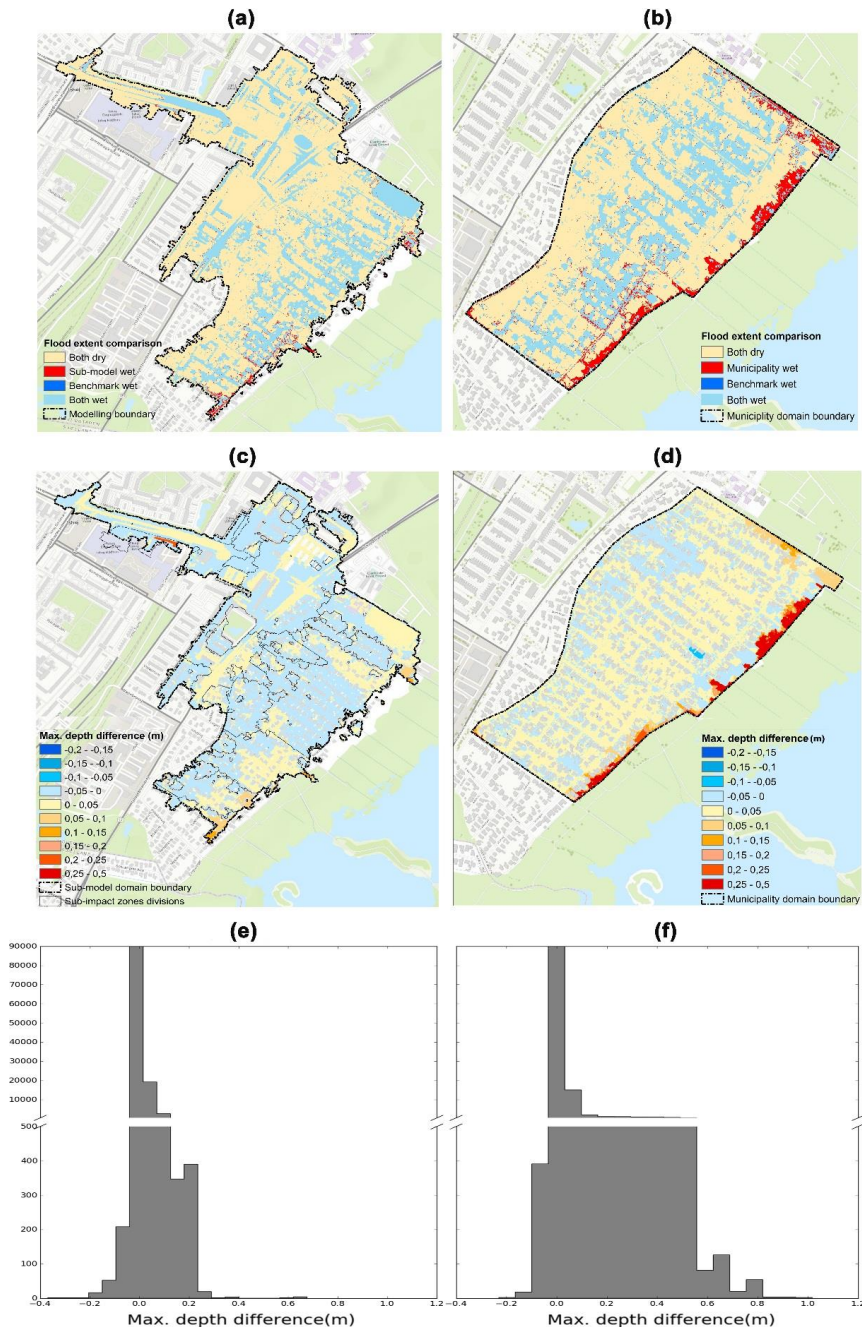 (a)
(b)
Flood extent comparison
Both dry
Sub-model wet
Benchmark wet
Both wet
Modelling boundary
Flood extent comparison
Both dry
Municipality wet
Benchmark wet
Both wet
Municiplity domain boundary
(c)
(d)
Max. depth difference (m)
-0,2 - -0,15
-0,15 - -0,1
-0,1 - -0,05
-0,05 - 0
0 - 0,05
0,05 - 0,1
0,1 - 0,15
0,15 - 0,2
0,2 - 0,25
0,25 - 0,5
Sub-model domain boundary
Sub-impact zones divisions
Max. depth difference (m)
-0,2 - -0,15
-0,15 - -0,1
-0,1 - -0,05
-0,05 - 0
0 - 0,05
0,05 - 0,1
0,1 - 0,15
0,15 - 0,2
0,2 - 0,25
0,25 - 0,5
Municipality domain boundary
(e)
(f)
90000
80000
70000
60000
50000
40000
30000
20000
10000
500
400
300
200
100
0
-0.4 -0.2 0.0 0.2 0.4 0.6 0.8 1.0 1.2
-0.4 -0.2 0.0 0.2 0.4 0.6 0.8 1.0 1.2
Max. depth difference(m)
Max. depth difference(m)